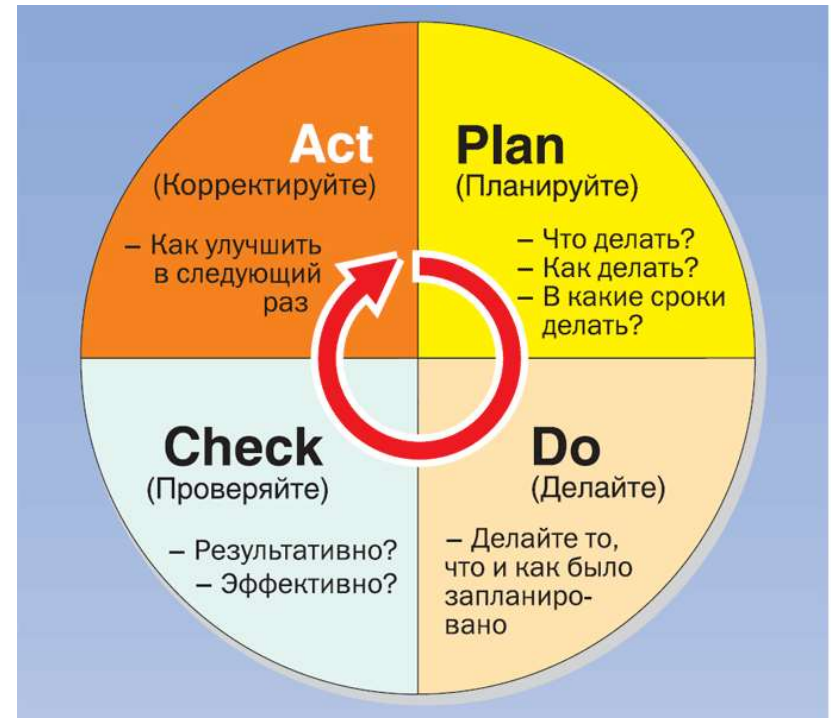 Act
(Корректируйте)
– Как улучшить
в следующий
раз
Plan
(Планируйте)
– Что делать?
– Как делать?
– В какие сроки
делать?
Check
(Проверяйте)
– Результативно?
– Эффективно?
Do
(Делайте)
– Делайте то,
что и как было
запланиро-
вано